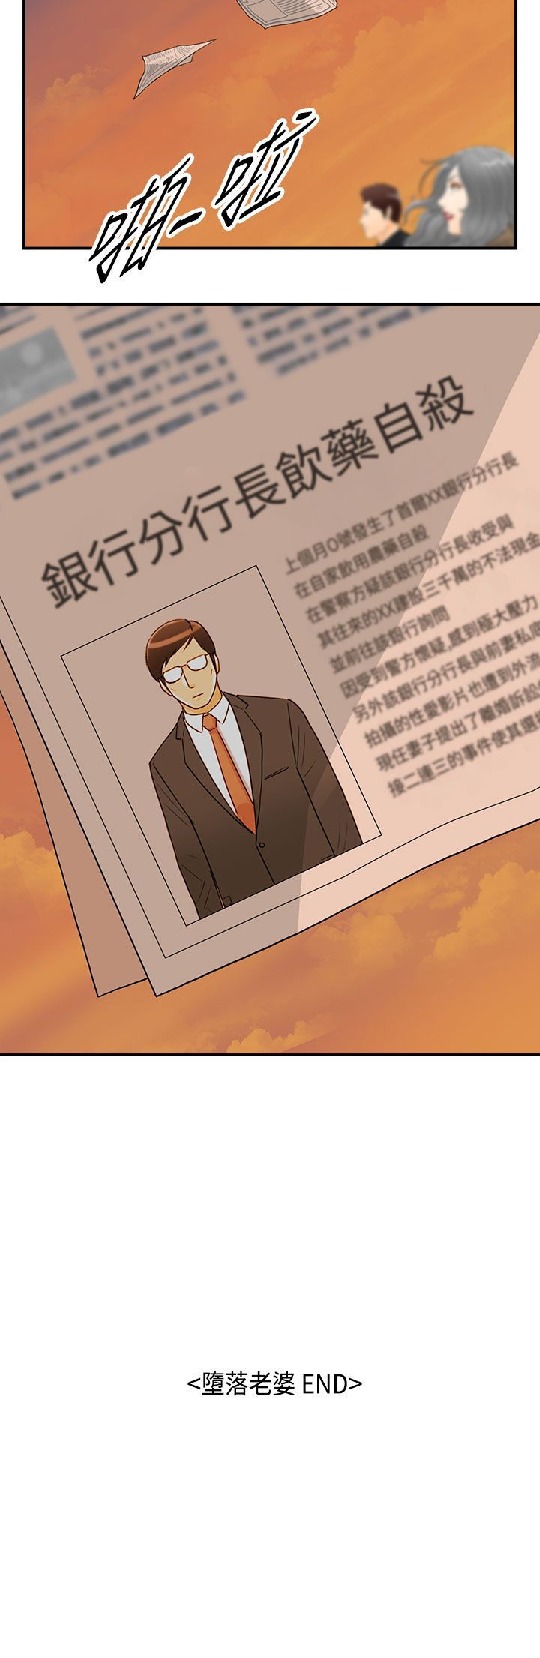 啪-啦
銀行分行長飲藥自殺
上個月0號發生了首爾XX銀行分行長
在自家飲用農藥自殺
在警察方疑該銀行分行長收受與
其往來的XX建設三千萬的不法現金
並前往該銀行詢問
因受到警方懷疑,感到極大壓力
另外該銀行分行長與前妻私底
拍攝的性愛影片也遭到外流
現任妻子提出了離婚訴訟
接二連三的事件使其選擇
<墮落老婆 END>